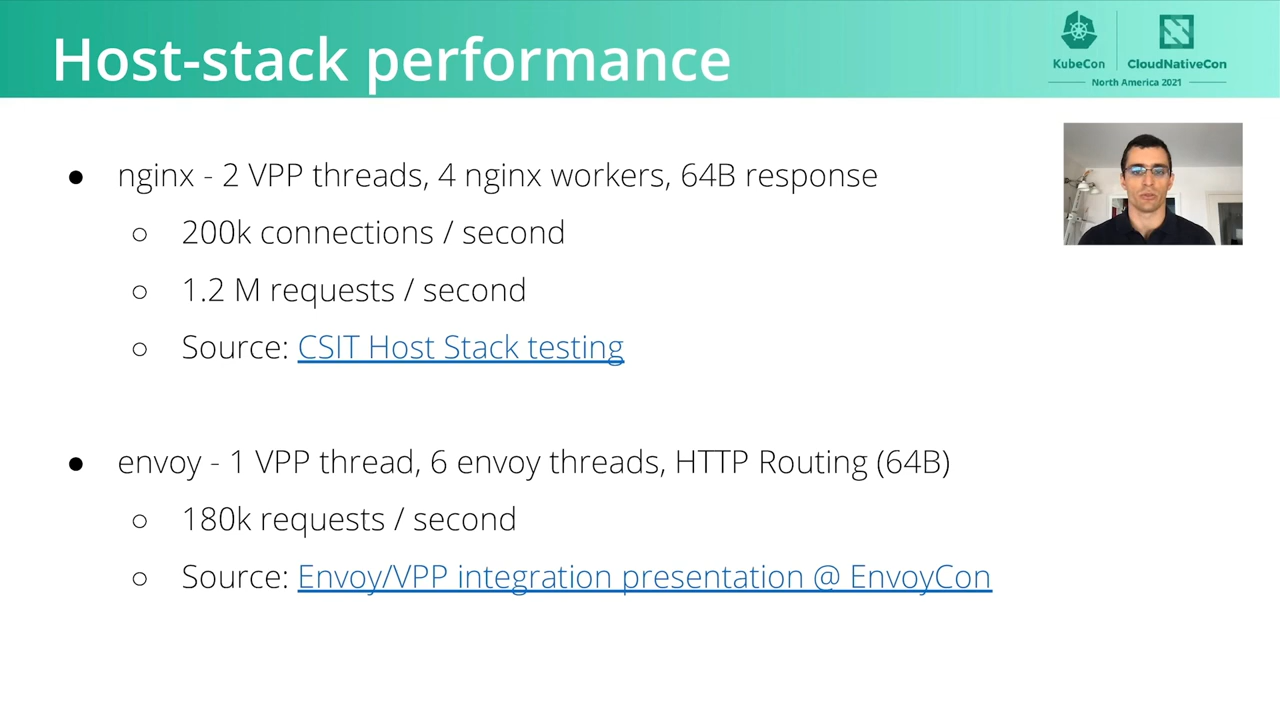 Host-stack performance
KubeCon
CloudNativeCon
North America 2021
● nginx - 2 VPP threads, 4 nginx workers, 64B response
○ 200k connections / second
○ 1.2 M requests / second
○ Source: CSIT Host Stack testing
● envoy - 1 VPP thread, 6 envoy threads, HTTP Routing (64B)
○ 180k requests / second
○ Source: Envoy/VPP integration presentation @ EnvoyCon